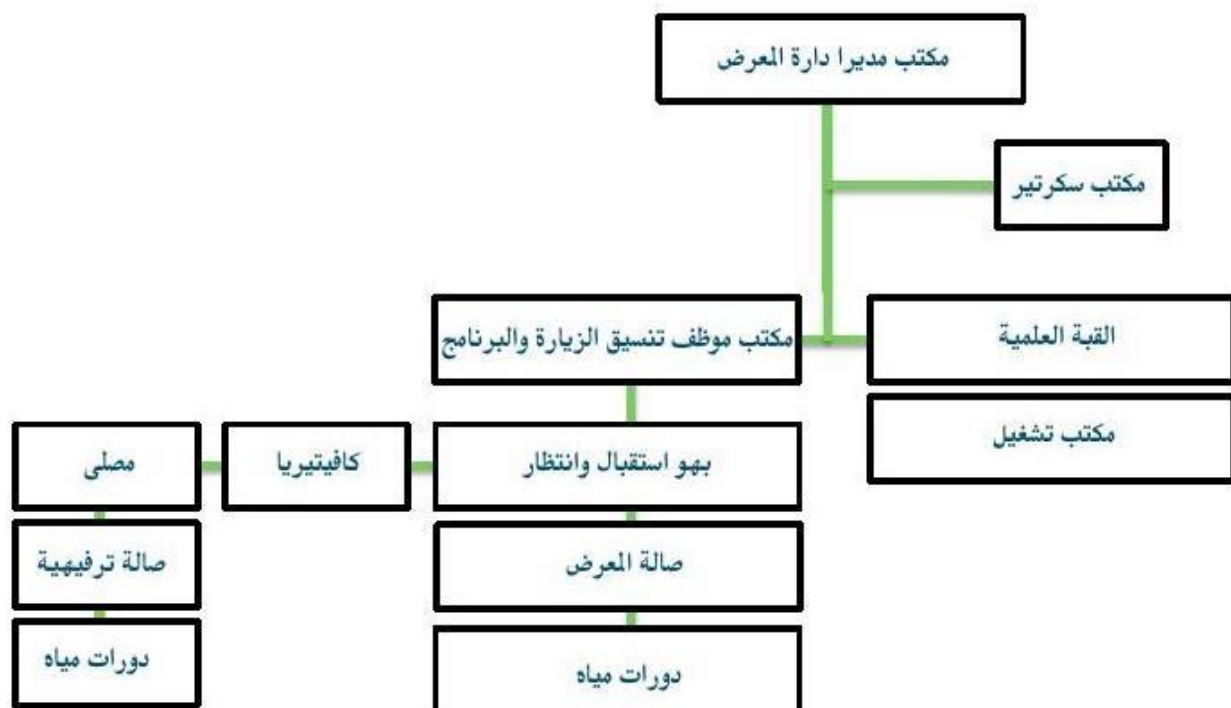 مكتب مديرا دارة المعرض
مكتب سكرتير
القبة العلمية
مكتب موظف تنسيق الزيارة والبرنامج
مكتب تشغيل
بهو استقبال وانتظار
كافيتيريا
مصلى
صالة المعرض
صالة ترفيهية
دورات مياه
دورات مياه